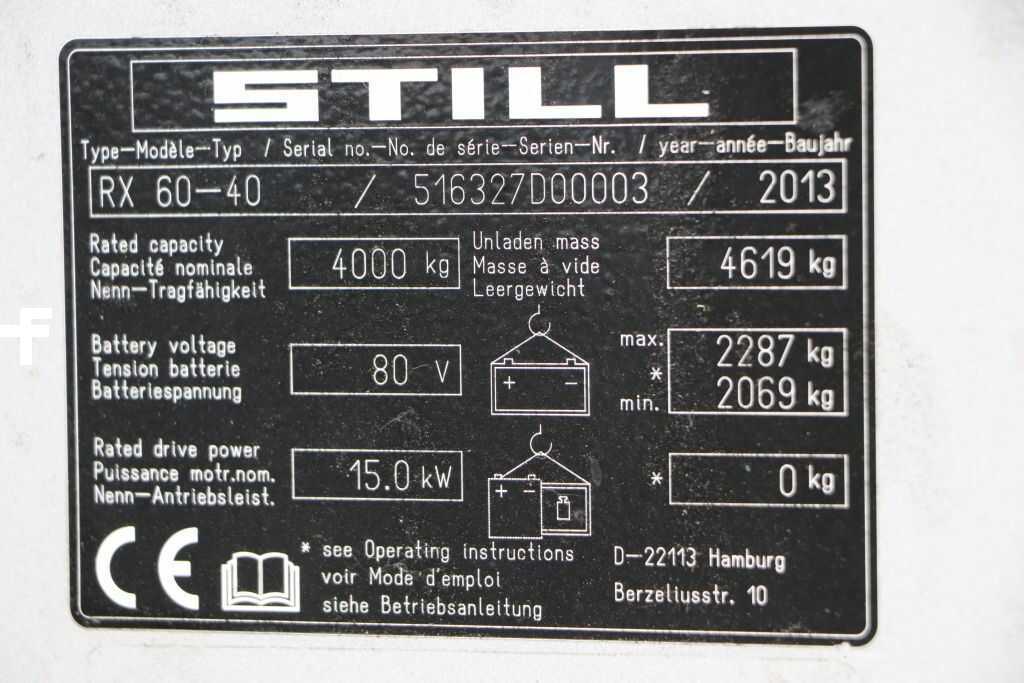 STILL
Type-Modèle-Typ / Serial no.-No. de série-Serien-Nr. / year-année-Baujahr
RX 60-40 / 516327D00003 / 2013
Rated capacity
Capacité nominale
Nenn-Tragfähigkeit
4000 kg
Unladen mass
Masse à vide
Leergewicht
4619 kg
Battery voltage
Tension batterie
Batteriespannung
80 V
+ −
max. 2287 kg
*
min. 2069 kg
Rated drive power
Puissance motr.nom.
Nenn-Antriebsleist.
15.0 kW
+ −
* 0 kg
CE
* see Operating instructions
voir Mode d'emploi
siehe Betriebsanleitung
D-22113 Hamburg
Berzeliusstr. 10
f